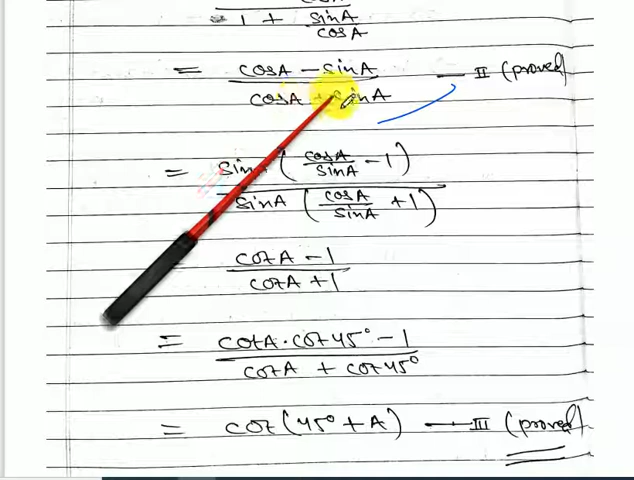 cosA
= 1 + sinA
cosA
= cosA - sinA — II (proved)
cosA + sinA
= sinA ( cosA/sinA - 1 )
sinA ( cosA/sinA + 1 )
= cotA - 1
cotA + 1
= cotA · cot45° - 1
cotA + cot45°
= cot(45° + A) — III (proved)